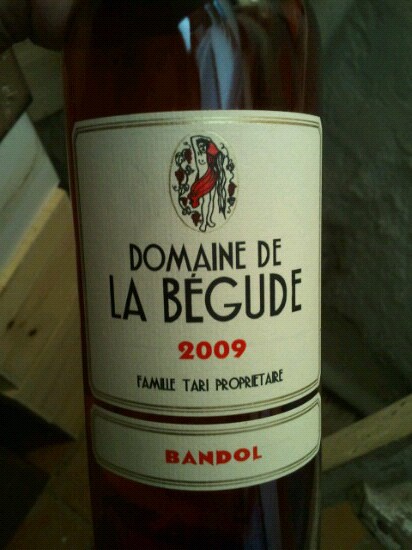 DOMAINE DE
LA BÉGUDE
2009
FAMILLE TARI PROPRIETAIRE
BANDOL